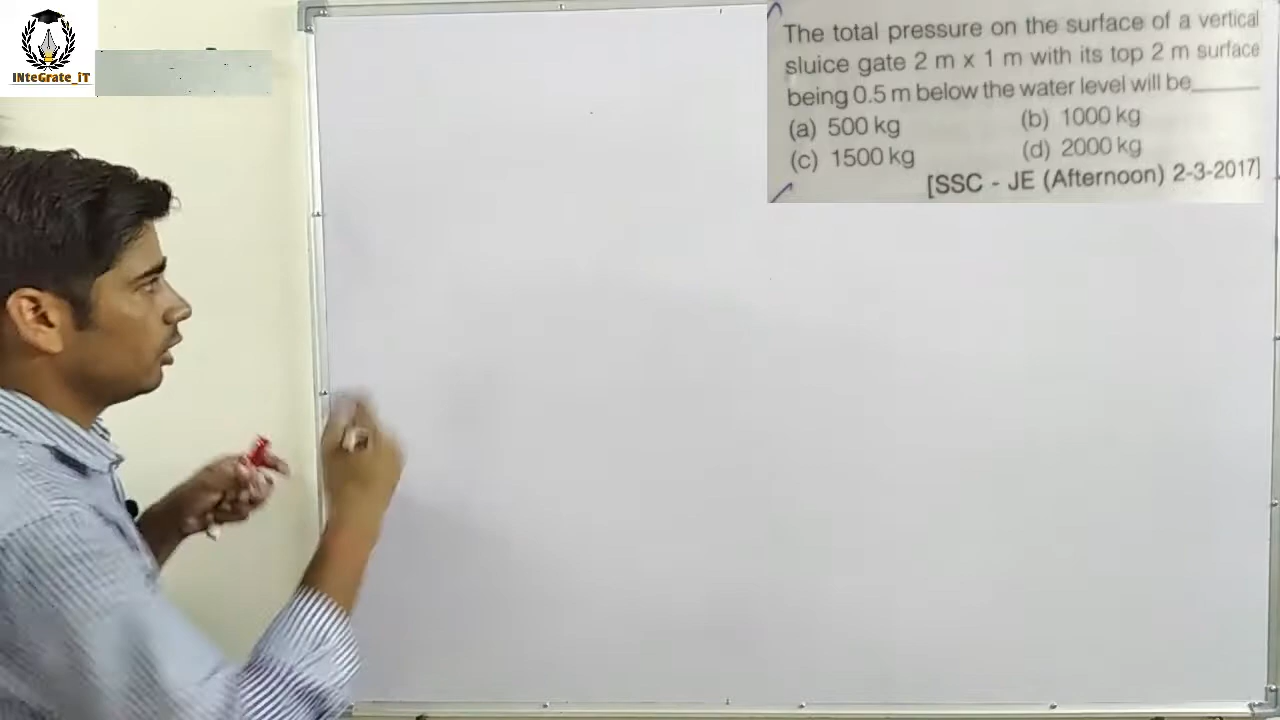 INteGrate_iT
The total pressure on the surface of a vertical
sluice gate 2 m x 1 m with its top 2 m surface
being 0.5 m below the water level will be______
(a) 500 kg (b) 1000 kg
(c) 1500 kg (d) 2000 kg
[SSC - JE (Afternoon) 2-3-2017]